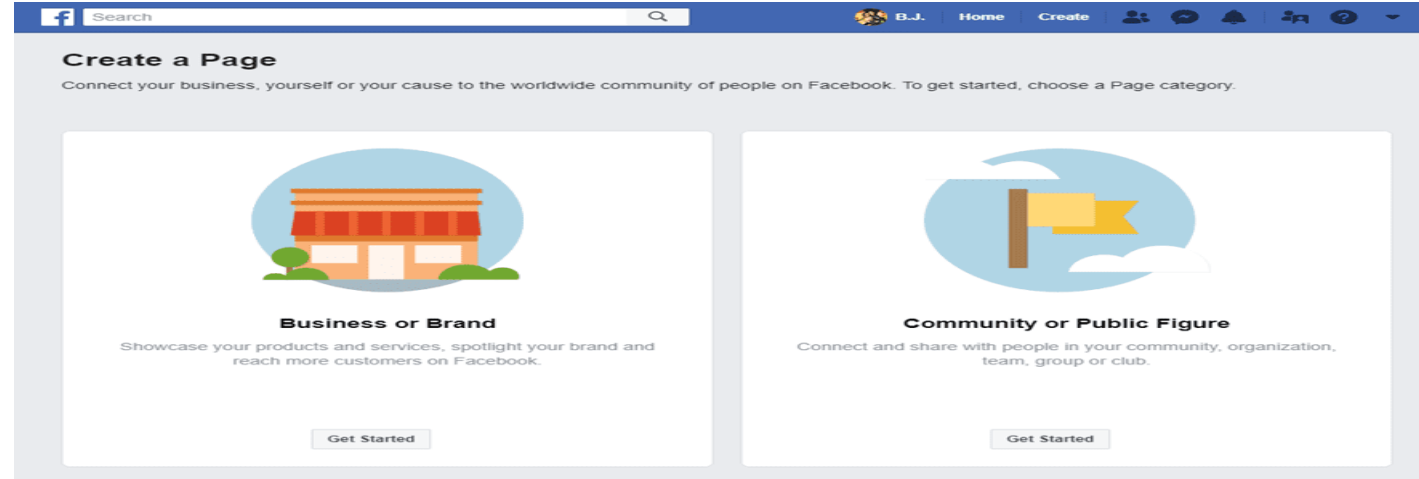 f Search B.J. Home Create
Create a Page
Connect your business, yourself or your cause to the worldwide community of people on Facebook. To get started, choose a Page category.
Business or Brand
Showcase your products and services, spotlight your brand and
reach more customers on Facebook.
Get Started
Community or Public Figure
Connect and share with people in your community, organization,
team, group or club.
Get Started